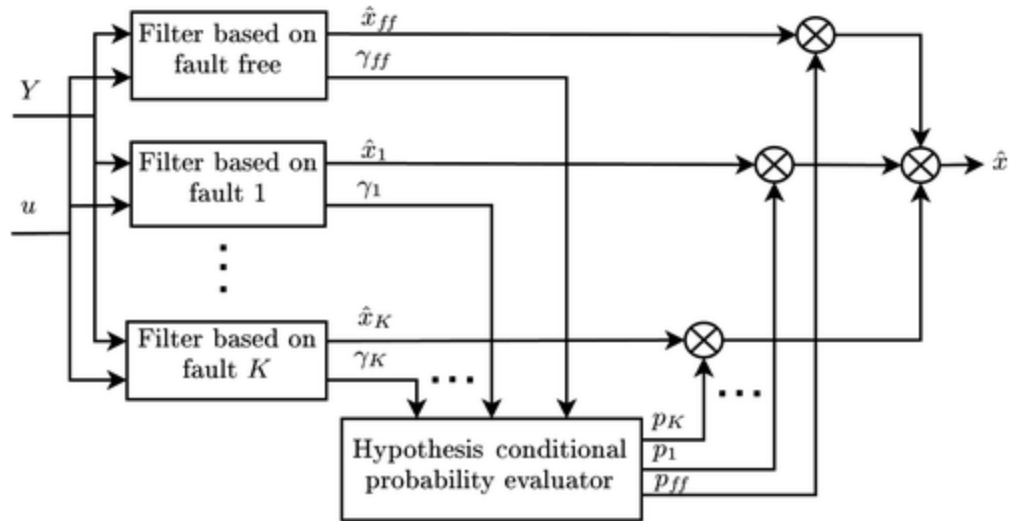 Filter based on
fault free
x̂_ff
γ_ff
Y
Filter based on
fault 1
x̂_1
γ_1
x̂
u
Filter based on
fault K
x̂_K
γ_K
Hypothesis conditional
probability evaluator
p_K
p_1
p_ff